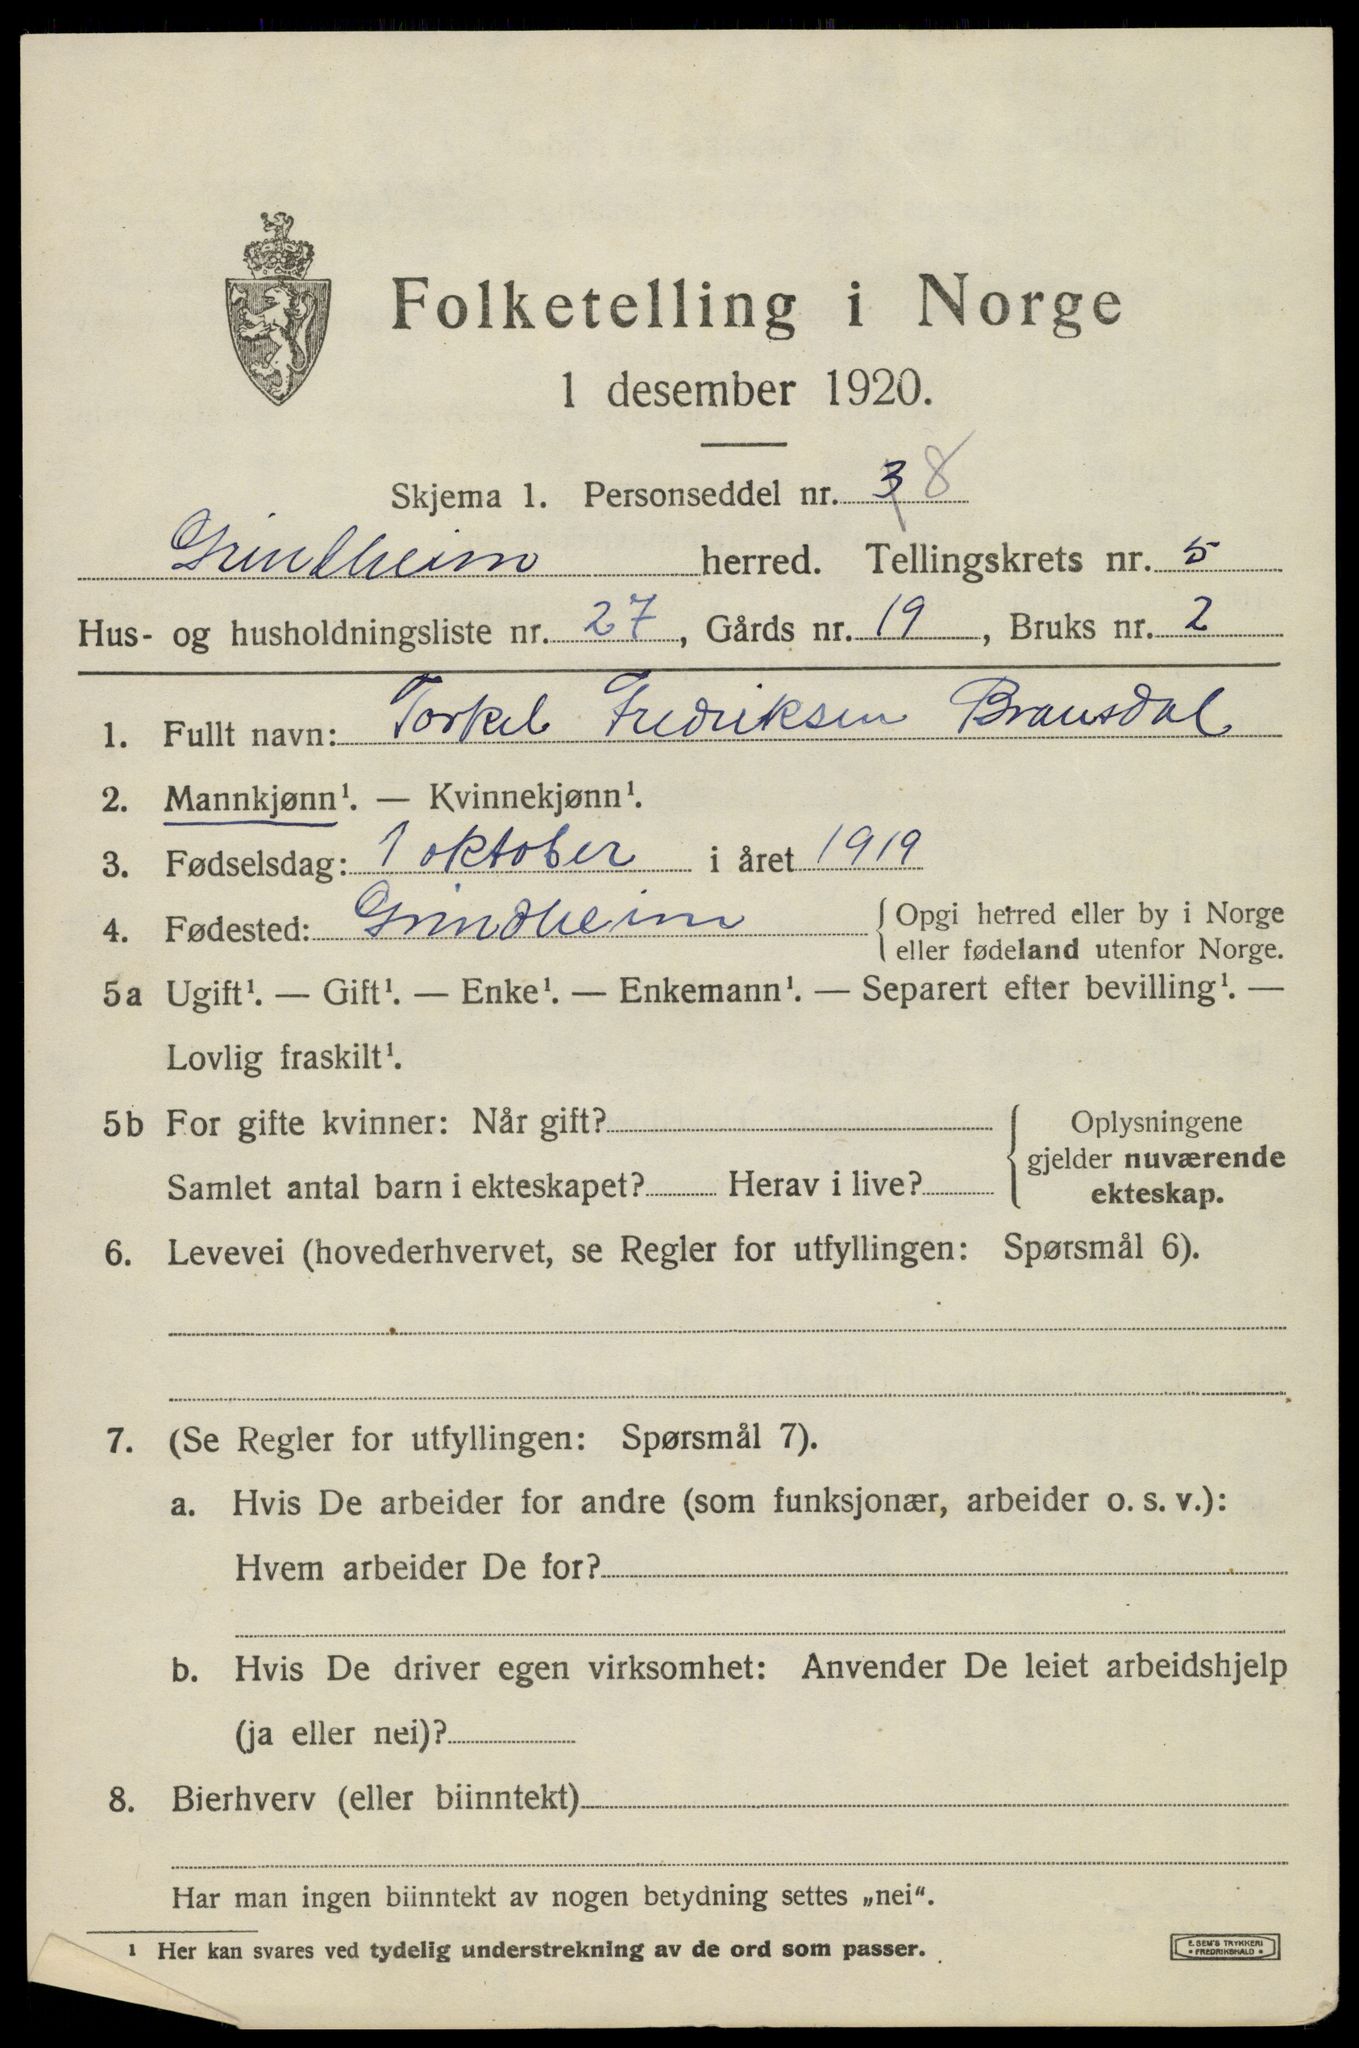 Folketelling i Norge
1 desember 1920.
Skjema 1. Personseddel nr. 3 8
Grindheim herred. Tellingskrets nr. 5
Hus- og husholdningsliste nr. 27, Gårds nr. 19, Bruks nr. 2
1. Fullt navn: Torkel Fredriksen Bransdal
2. Mannkjønn¹. — Kvinnekjønn¹.
3. Fødselsdag: 1 oktober i året 1919
4. Fødested: Grindheim { Opgi herred eller by i Norge
eller fødeland utenfor Norge.
5a Ugift¹. — Gift¹. — Enke¹. — Enkemann¹. — Separert efter bevilling¹. —
Lovlig fraskilt¹.
5b For gifte kvinner: Når gift?
Samlet antal barn i ekteskapet? Herav i live?
Oplysningene
gjelder nuværende
ekteskap.
6. Levevei (hovederhvervet, se Regler for utfyllingen: Spørsmål 6).
7. (Se Regler for utfyllingen: Spørsmål 7).
a. Hvis De arbeider for andre (som funksjonær, arbeider o. s. v.):
Hvem arbeider De for?
b. Hvis De driver egen virksomhet: Anvender De leiet arbeidshjelp
(ja eller nei)?
8. Bierhverv (eller biinntekt)
Har man ingen biinntekt av nogen betydning settes „nei“.
¹ Her kan svares ved tydelig understrekning av de ord som passer.
E. SEM'S TRYKKERI
• FREDRIKSHALD •